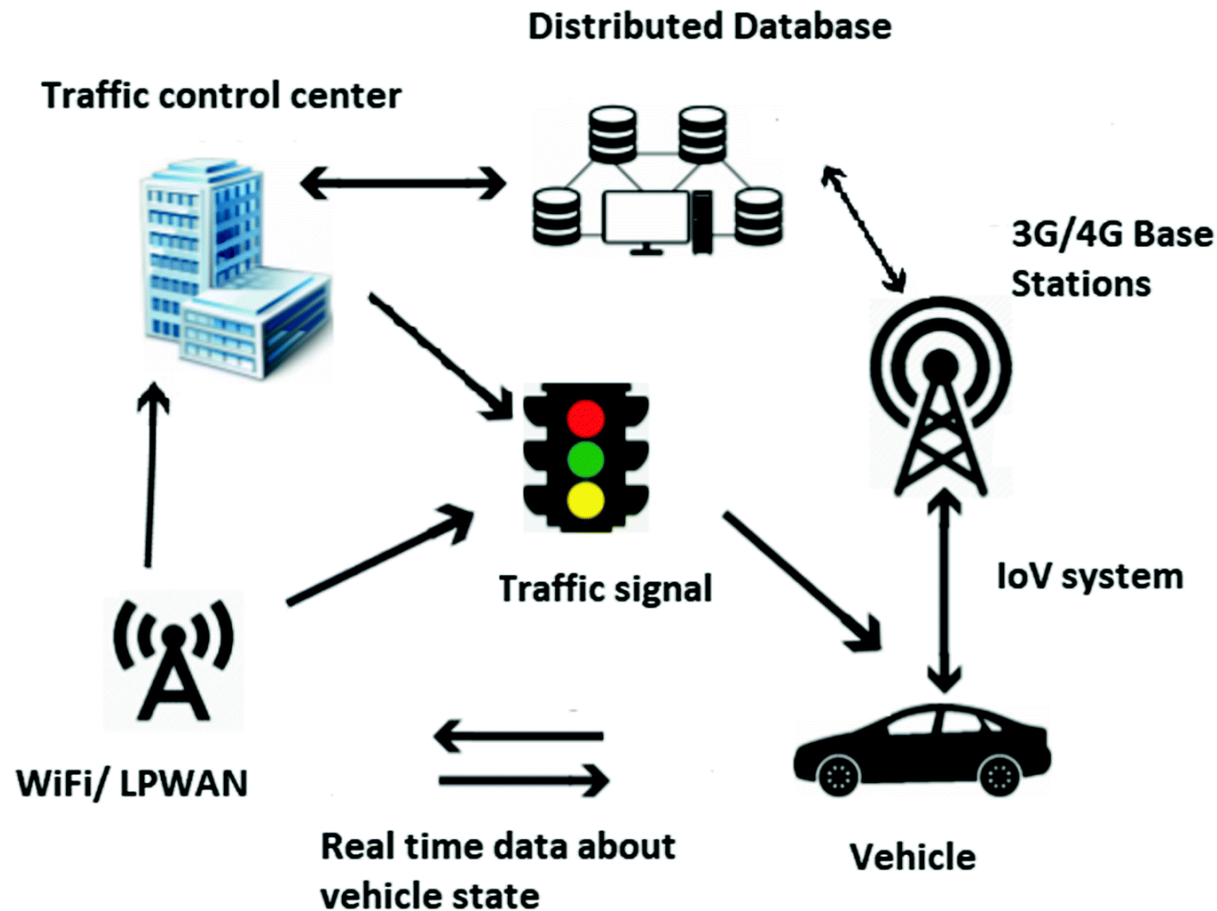 Distributed Database
Traffic control center
3G/4G Base
Stations
Traffic signal
IoV system
WiFi/ LPWAN
Real time data about
vehicle state
Vehicle